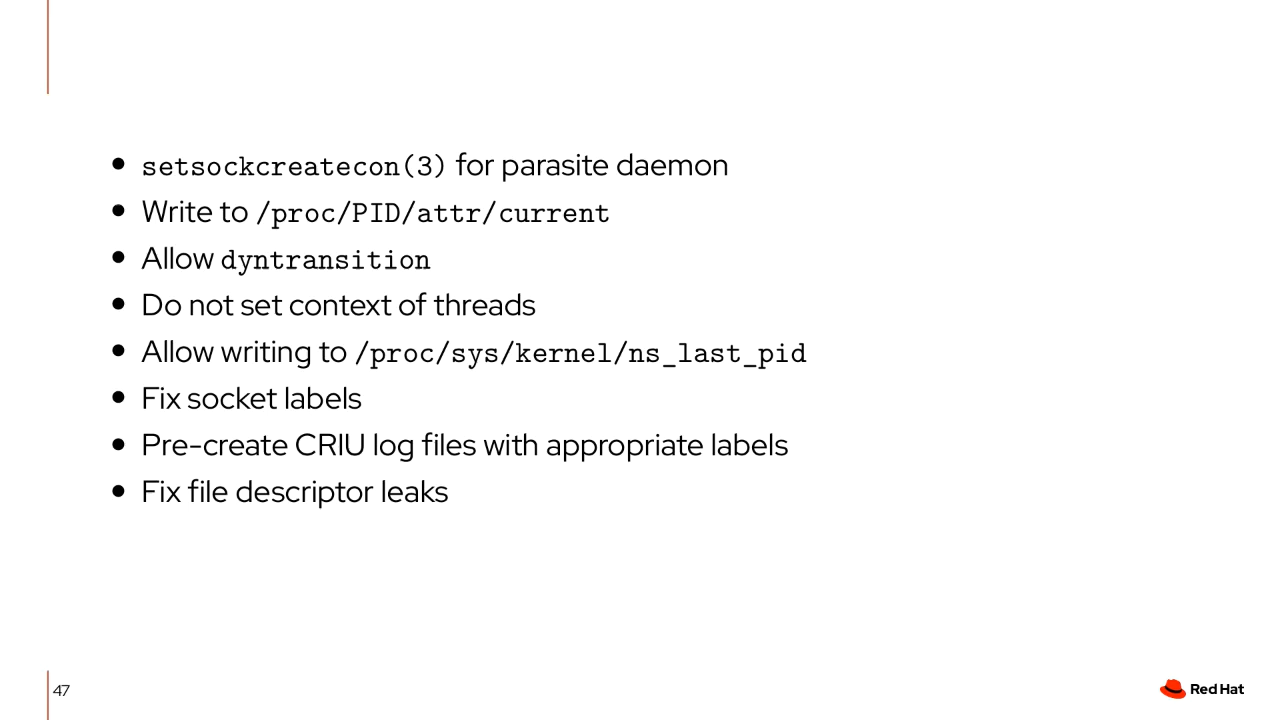 • setsockcreatecon(3) for parasite daemon
• Write to /proc/PID/attr/current
• Allow dyntransition
• Do not set context of threads
• Allow writing to /proc/sys/kernel/ns_last_pid
• Fix socket labels
• Pre-create CRIU log files with appropriate labels
• Fix file descriptor leaks
47
Red Hat